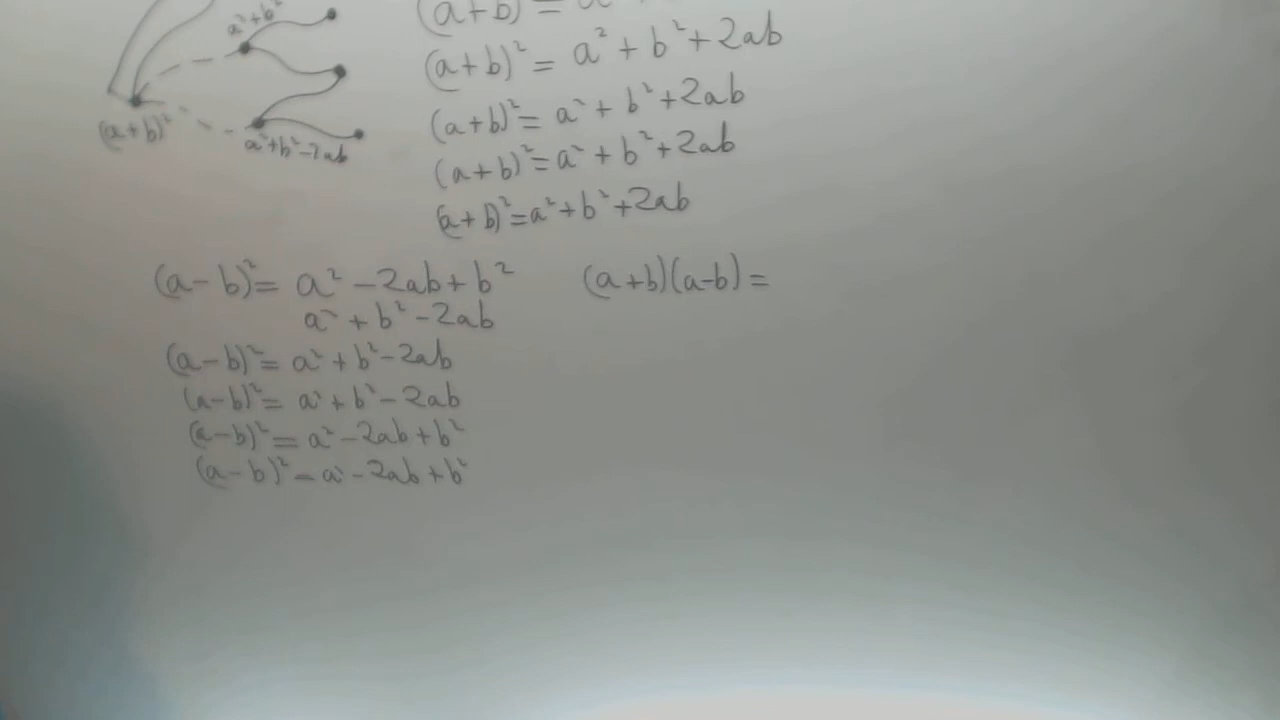 a²+b²
(a+b)²
a²+b²-2ab
(a+b) =
(a+b)² = a² + b² + 2ab
(a+b)² = a² + b² + 2ab
(a+b)² = a² + b² + 2ab
(a+b)² = a² + b² + 2ab
(a-b)² = a² - 2ab + b²
a² + b² - 2ab
(a-b)² = a² + b² - 2ab
(a-b)² = a² + b² - 2ab
(a-b)² = a² - 2ab + b²
(a-b)² = a² - 2ab + b²
(a+b)(a-b) =